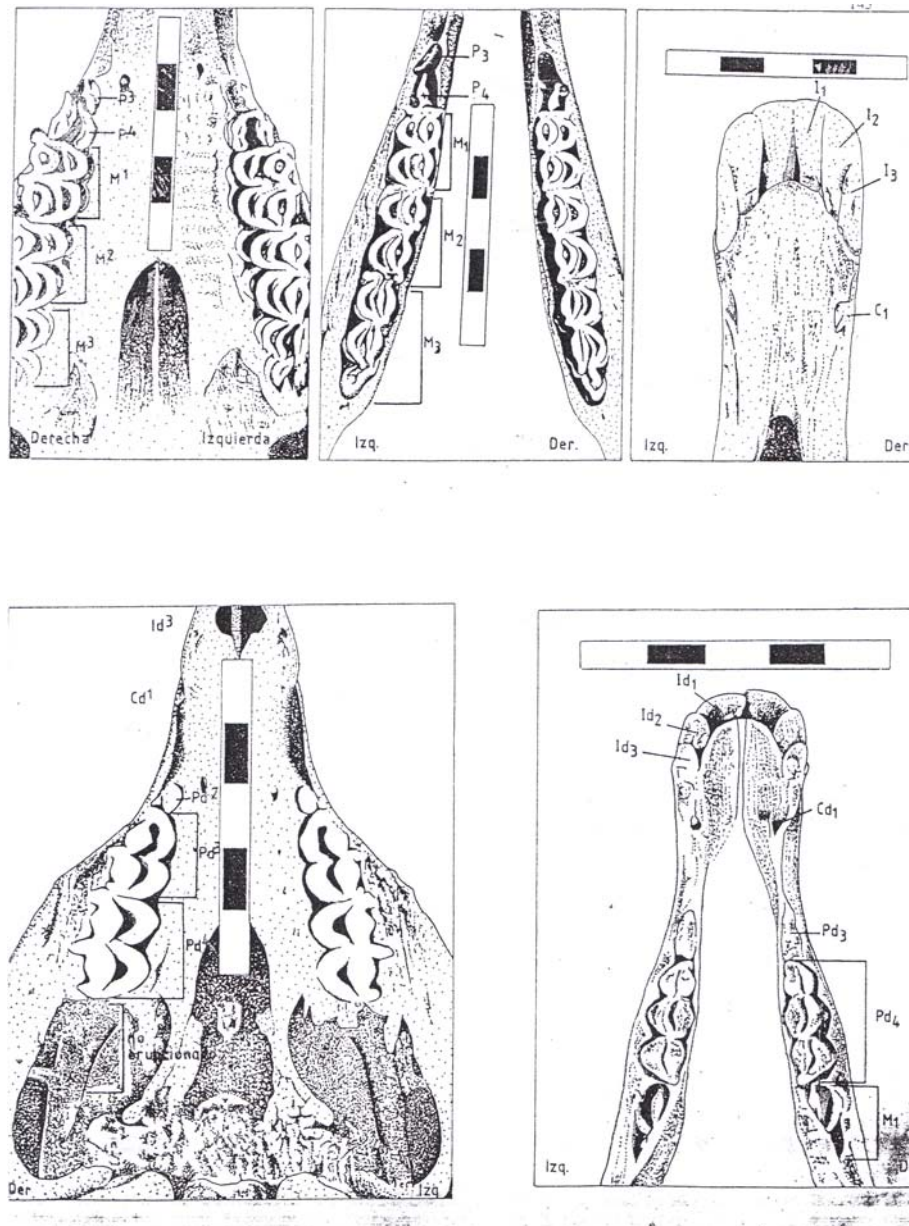 P3
P4
M¹
M²
M³
Derecha
Izquierda
P₃
P₄
M₁
M₂
M₃
Izq.
Der.
I₁
I₂
I₃
C₁
Izq.
Der
Id³
Cd¹
Pd²
Pd³
Pd⁴
no
erupcionado
Der.
Izq
Id₁
Id₂
Id₃
Cd₁
Pd₃
Pd₄
M₁
Izq.
D